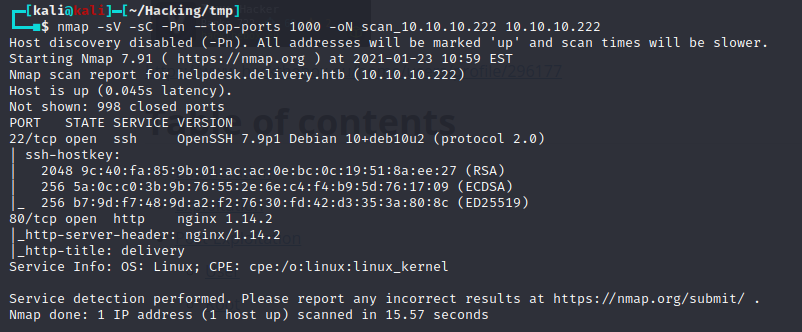 [kali@kali]-[~/Hacking/tmp]
$ nmap -sV -sC -Pn --top-ports 1000 -oN scan_10.10.10.222 10.10.10.222
Host discovery disabled (-Pn). All addresses will be marked 'up' and scan times will be slower.
Starting Nmap 7.91 ( https://nmap.org ) at 2021-01-23 10:59 EST
Nmap scan report for helpdesk.delivery.htb (10.10.10.222)
Host is up (0.045s latency).
Not shown: 998 closed ports
PORT   STATE SERVICE VERSION
22/tcp open  ssh     OpenSSH 7.9p1 Debian 10+deb10u2 (protocol 2.0)
| ssh-hostkey:
|   2048 9c:40:fa:85:9b:01:ac:ac:0e:bc:0c:19:51:8a:ee:27 (RSA)
|   256 5a:0c:c0:3b:9b:76:55:2e:6e:c4:f4:b9:5d:76:17:09 (ECDSA)
|_  256 b7:9d:f7:48:9d:a2:f2:76:30:fd:42:d3:35:3a:80:8c (ED25519)
80/tcp open  http    nginx 1.14.2
|_http-server-header: nginx/1.14.2
|_http-title: delivery
Service Info: OS: Linux; CPE: cpe:/o:linux:linux_kernel
Service detection performed. Please report any incorrect results at https://nmap.org/submit/ .
Nmap done: 1 IP address (1 host up) scanned in 15.57 seconds
Table of contents